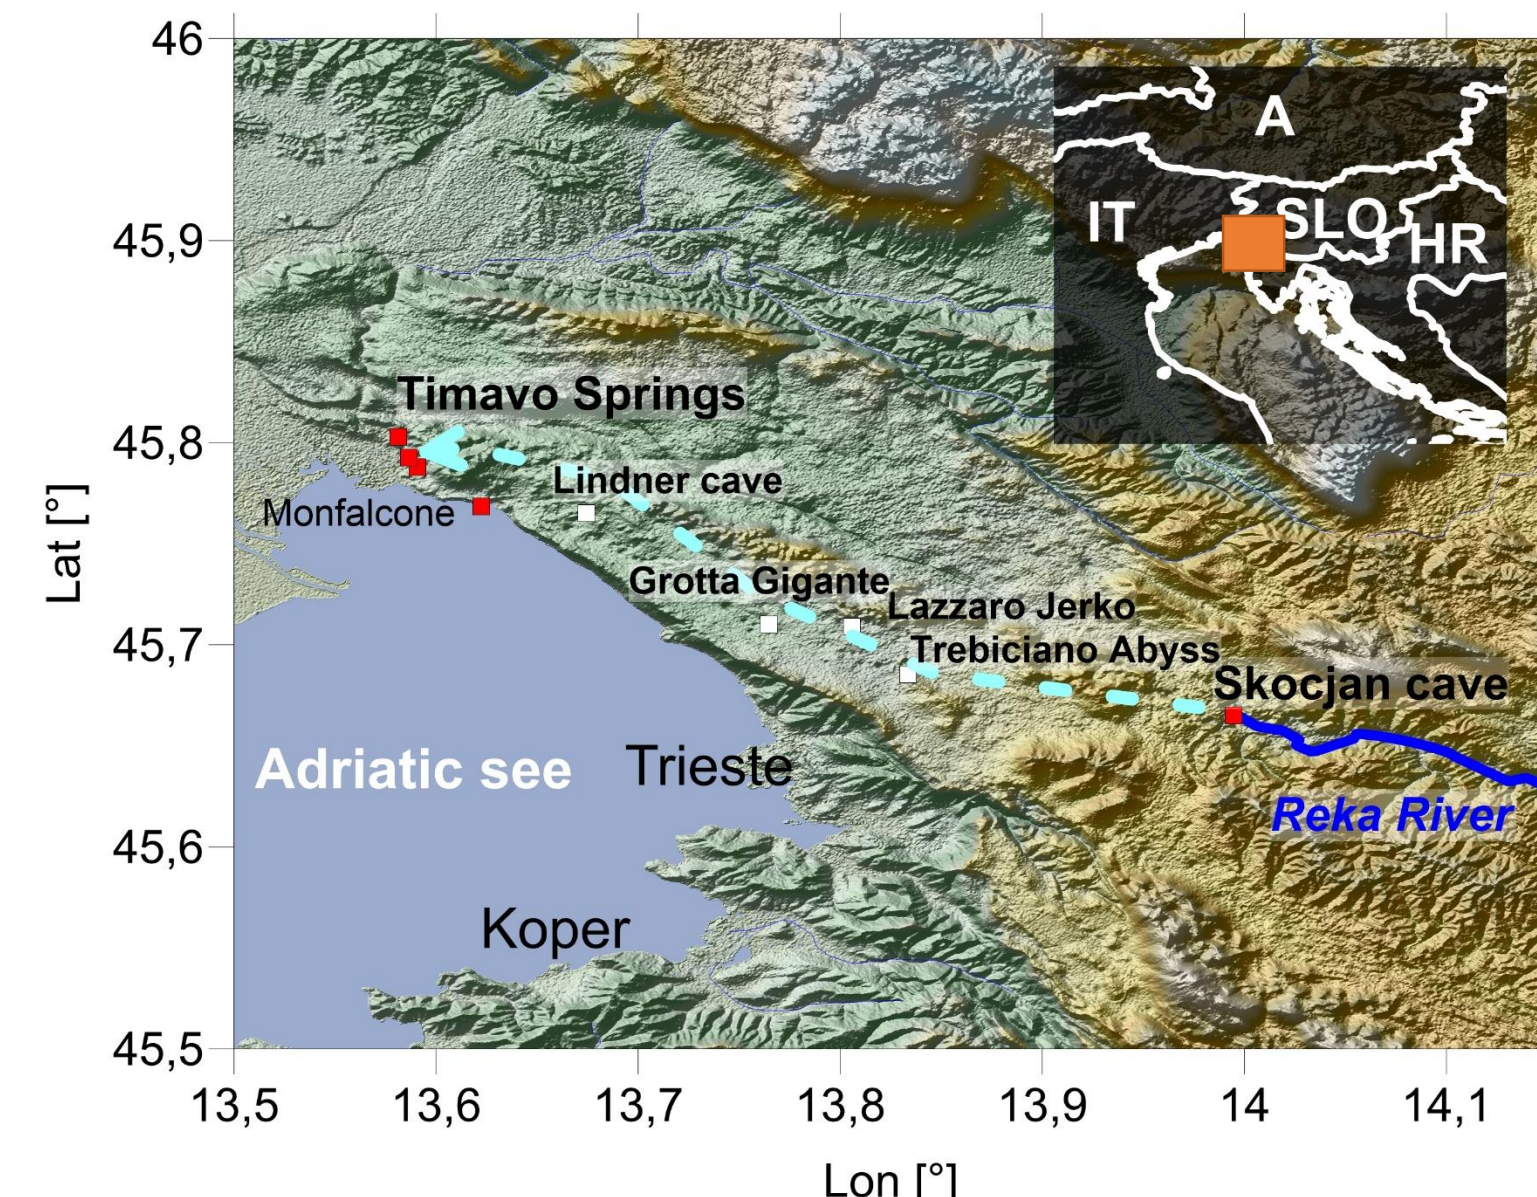 46
45,9
45,8
45,7
45,6
45,5
Lat [°]
A
IT
SLO
HR
Timavo Springs
Lindner cave
Monfalcone
Grotta Gigante
Lazzaro Jerko
Trebiciano Abyss
Skocjan cave
Adriatic see
Trieste
Reka River
Koper
13,5
13,6
13,7
13,8
13,9
14
14,1
Lon [°]